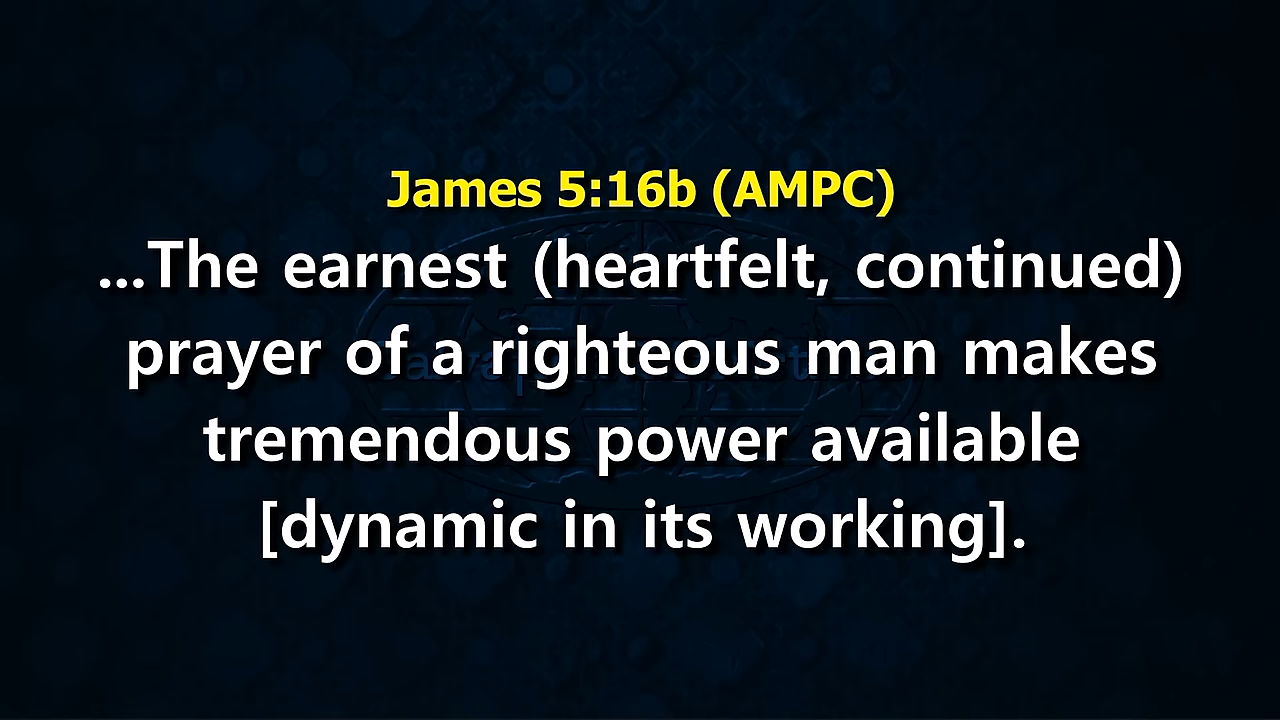 James 5:16b (AMPC)
...The earnest (heartfelt, continued)
prayer of a righteous man makes
tremendous power available
[dynamic in its working].